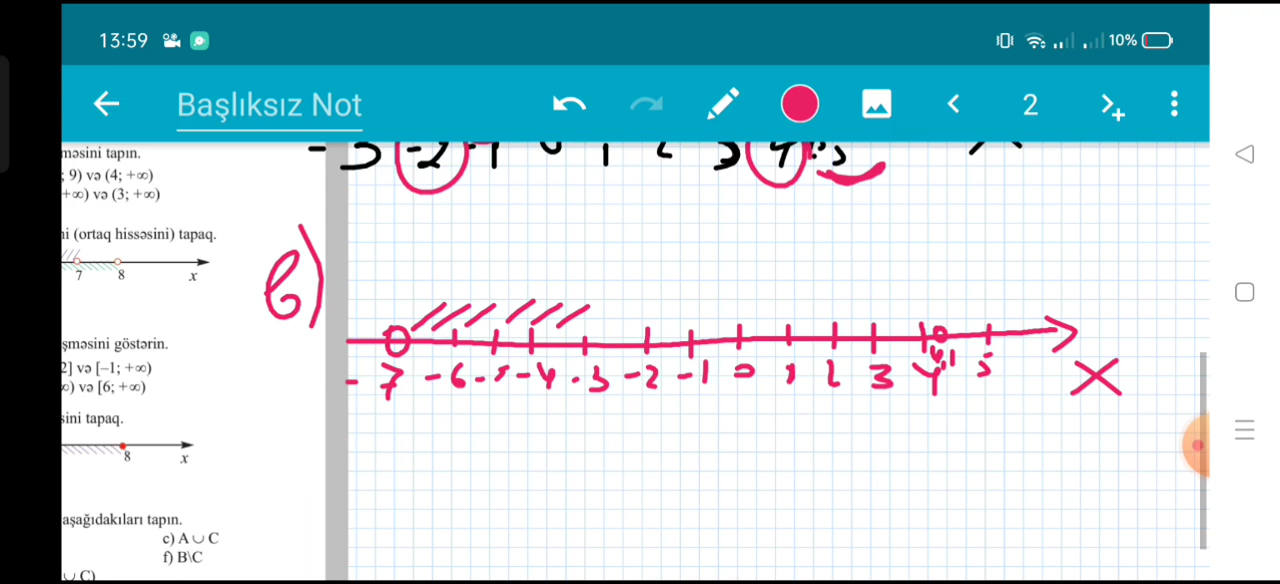 13:59 10%
Başlıksız Not 2
məsini tapın.
; 9) və (4; +∞)
+∞) və (3; +∞)
ni (ortaq hissəsini) tapaq.
7 8 x
şməsini göstərin.
2] və [–1; +∞)
∞) və [6; +∞)
sini tapaq.
8 x
aşağıdakıları tapın.
c) A ∪ C
f) B\C
∪ C)
-3 -2 -1 0 1 2 3 4
в)
-7 -6 -5 -4 -3 -2 -1 0 1 2 3 4 4,1 5 X